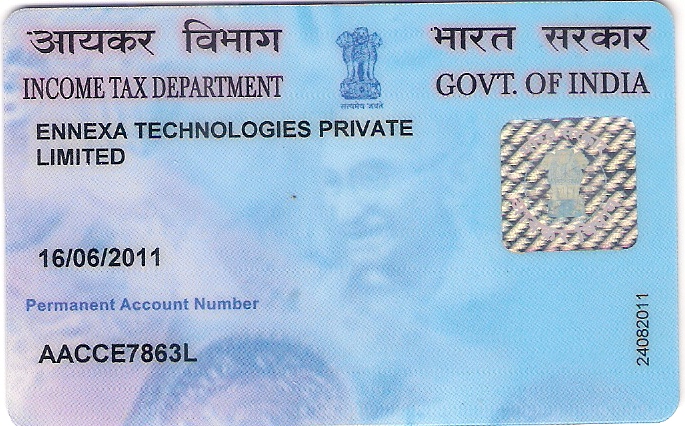 आयकर विभाग
भारत सरकार
INCOME TAX DEPARTMENT
GOVT. OF INDIA
सत्यमेव जयते
ENNEXA TECHNOLOGIES PRIVATE
LIMITED
16/06/2011
Permanent Account Number
AACCE7863L
24082011